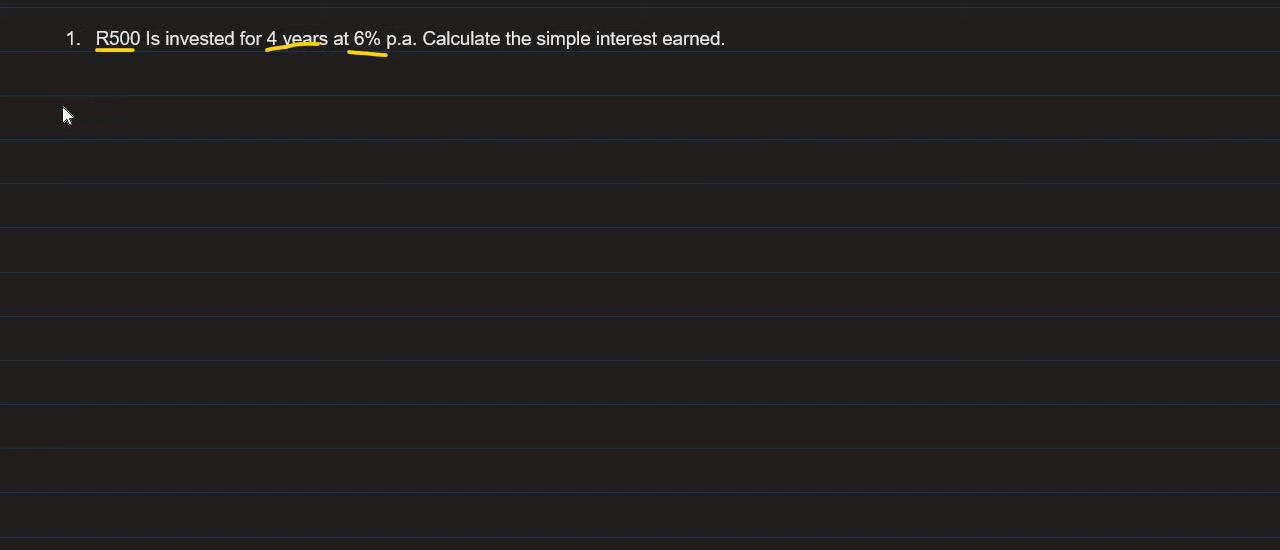 1. R500 Is invested for 4 years at 6% p.a. Calculate the simple interest earned.